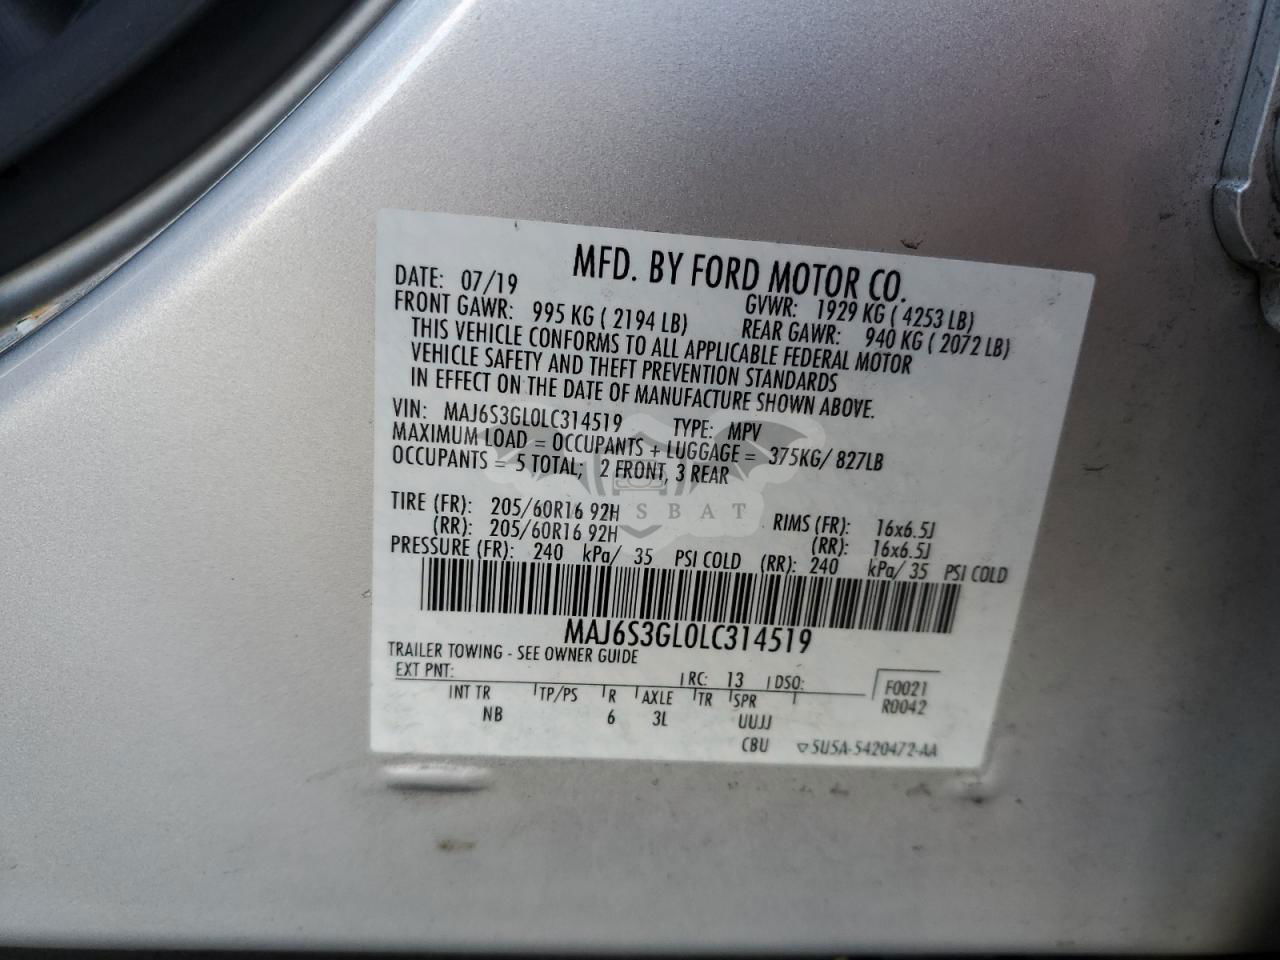 MFD. BY FORD MOTOR CO.
DATE: 07/19 GVWR: 1929 KG ( 4253 LB)
FRONT GAWR: 995 KG ( 2194 LB) REAR GAWR: 940 KG ( 2072 LB)
THIS VEHICLE CONFORMS TO ALL APPLICABLE FEDERAL MOTOR
VEHICLE SAFETY AND THEFT PREVENTION STANDARDS
IN EFFECT ON THE DATE OF MANUFACTURE SHOWN ABOVE.
VIN: MAJ6S3GL0LC314519 TYPE: MPV
MAXIMUM LOAD = OCCUPANTS + LUGGAGE = 375KG/ 827LB
OCCUPANTS = 5 TOTAL; 2 FRONT, 3 REAR
SBAT
TIRE (FR): 205/60R16 92H RIMS (FR): 16x6.5J
(RR): 205/60R16 92H (RR): 16x6.5J
PRESSURE (FR): 240 kPa/ 35 PSI COLD (RR): 240 kPa/ 35 PSI COLD
MAJ6S3GL0LC314519
TRAILER TOWING - SEE OWNER GUIDE
EXT PNT: RC: 13 DSO: F0021
INT TR TP/PS R AXLE TR SPR R0042
NB 6 3L UUJJ
CBU 5U5A-5420472-AA